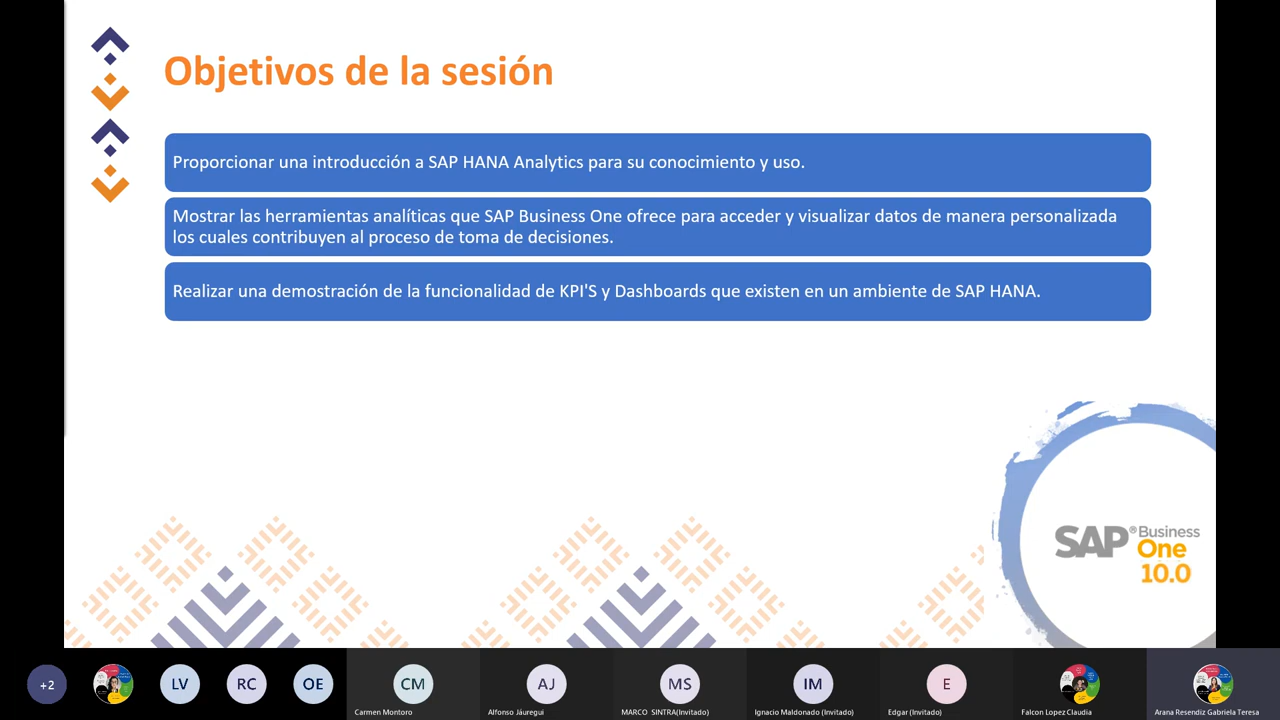 Objetivos de la sesión
Proporcionar una introducción a SAP HANA Analytics para su conocimiento y uso.
Mostrar las herramientas analíticas que SAP Business One ofrece para acceder y visualizar datos de manera personalizada
los cuales contribuyen al proceso de toma de decisiones.
Realizar una demostración de la funcionalidad de KPI'S y Dashboards que existen en un ambiente de SAP HANA.
SAP® Business
One
10.0
+2
LV
RC
OE
CM
AJ
MS
IM
E
Carmen Montoro
Alfonso Jáuregui
MARCO SINTRA(Invitado)
Ignacio Maldonado (Invitado)
Edgar (Invitado)
Falcon Lopez Claudia
Arana Resendiz Gabriela Teresa